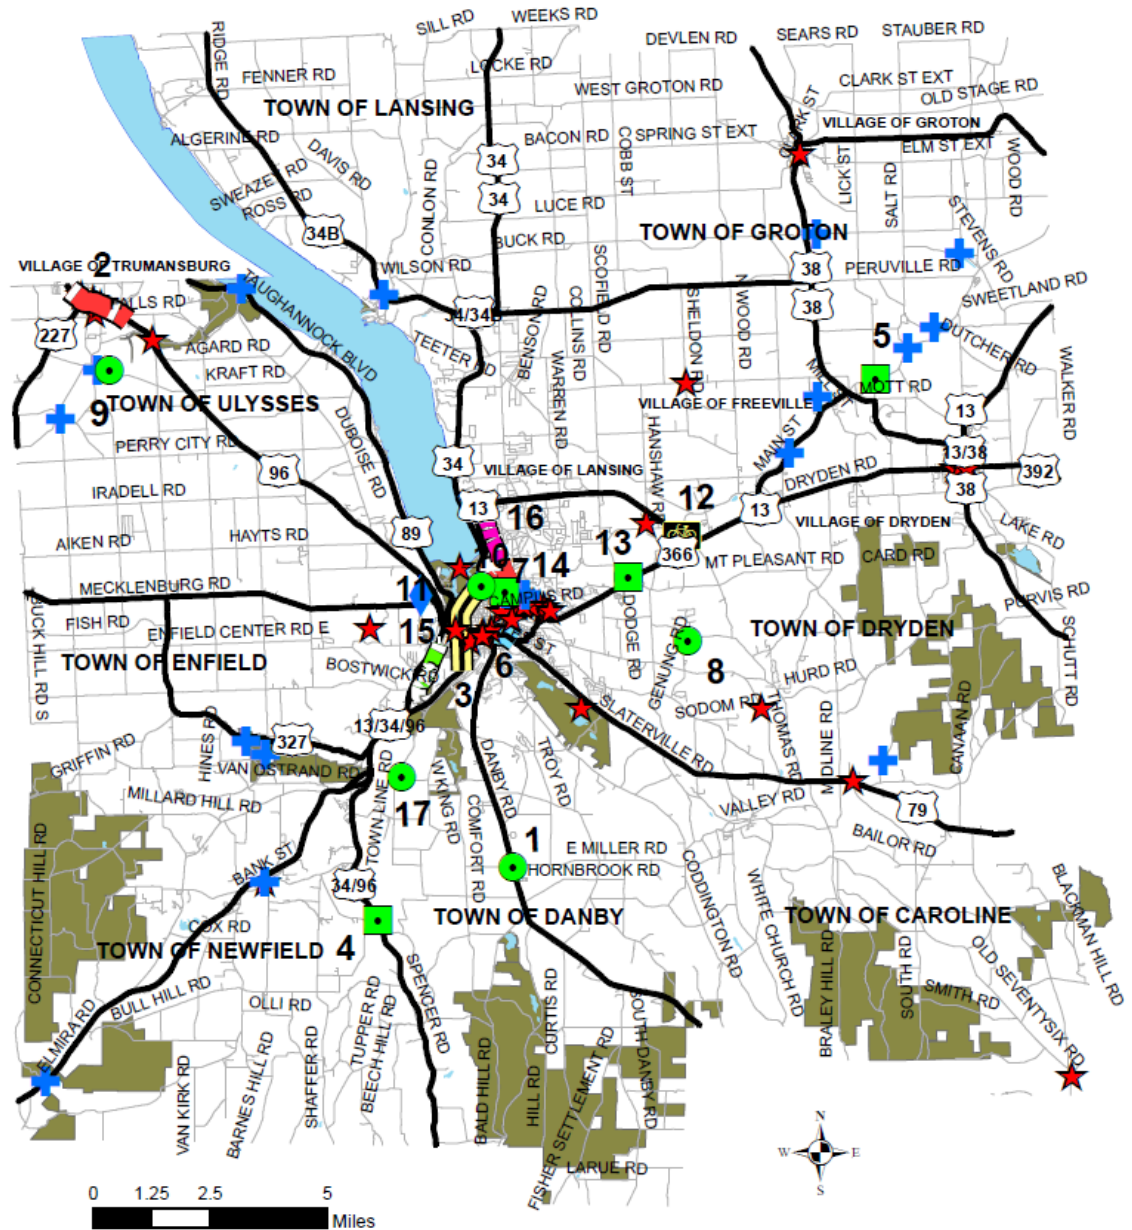 WEEKS RD
SILL RD
RIDGE RD
DEVLEN RD
SEARS RD
STAUBER RD
LOCKE RD
FENNER RD
WEST GROTON RD
CLARK ST EXT
OLD STAGE RD
TOWN OF LANSING
CLARK ST
VILLAGE OF GROTON
ALGERINE RD
BACON RD
COBB ST
SPRING ST EXT
ELM ST EXT
DAVIS RD
34
LICK ST
SALT RD
WOOD RD
SWEAZEY RD
ROSS RD
34
LUCE RD
CONLON RD
STEVENS RD
34B
BUCK RD
TOWN OF GROTON
SCOFIELD RD
VILLAGE OF TRUMANSBURG
2
WILSON RD
38
PERUVILLE RD
FALLS RD
TAUGHANNOCK BLVD
BENSON RD
COLLINS RD
SHELDON RD
N WOOD RD
38
SWEETLAND RD
227
34/34B
5
DUTCHER RD
AGARD RD
TEETER RD
WARREN RD
WALKER RD
KRAFT RD
MILL ST
MOTT RD
9
TOWN OF ULYSSES
VILLAGE OF FREEVILLE
13
DUBOISE RD
HANSHAW RD
MAIN ST
PERRY CITY RD
13/38
96
34
VILLAGE OF LANSING
DRYDEN RD
392
IRADELL RD
38
12
13
13
16
VILLAGE OF DRYDEN
LAKE RD
AIKEN RD
HAYTS RD
89
13
366
MT PLEASANT RD
CARD RD
10
7
14
MECKLENBURG RD
11
CAMPUS RD
PURVIS RD
BUCK HILL RD S
FISH RD
ENFIELD CENTER RD E
15
DODGE RD
GENUNG RD
TOWN OF DRYDEN
SCHUTT RD
TOWN OF ENFIELD
BOSTWICK RD
6
ST
8
HURD RD
3
SODOM RD
CANAAN RD
13/34/96
SLATERVILLE RD
THOMAS RD
MIDLINE RD
HINES RD
327
GRIFFIN RD
VAN OSTRAND RD
DANBY RD
TROY RD
W KING RD
MILLARD HILL RD
TOWN LINE RD
17
COMFORT RD
VALLEY RD
79
BAILOR RD
1
E MILLER RD
HORNBROOK RD
CONNECTICUT HILL RD
BANK ST
34/96
CODDINGTON RD
WHITE CHURCH RD
BLACKMAN HILL RD
TOWN OF DANBY
TOWN OF CAROLINE
COX RD
TOWN OF NEWFIELD
4
BRALEY HILL RD
SOUTH RD
OLD SEVENTYSIX RD
BULL HILL RD
OLLI RD
SPENCER RD
SMITH RD
ELMIRA RD
TUPPER RD
CURTIS RD
SOUTH DANBY RD
BEECH HILL RD
VAN KIRK RD
BARNES HILL RD
SHAFFER RD
BALD HILL RD
HILL RD
FISHER SETTLEMENT RD
LARUE RD
N
W
E
S
0
1.25
2.5
5
Miles